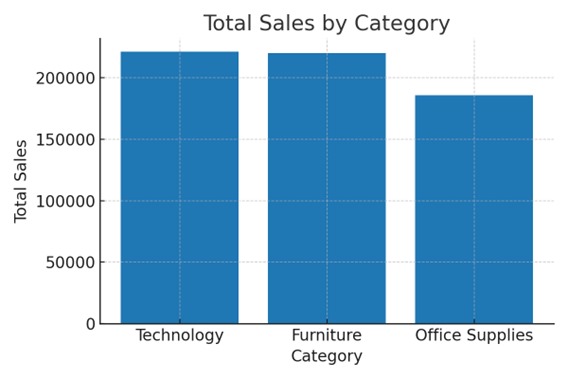 Total Sales by Category
Total Sales
200000
150000
100000
50000
0
Technology
Furniture
Office Supplies
Category